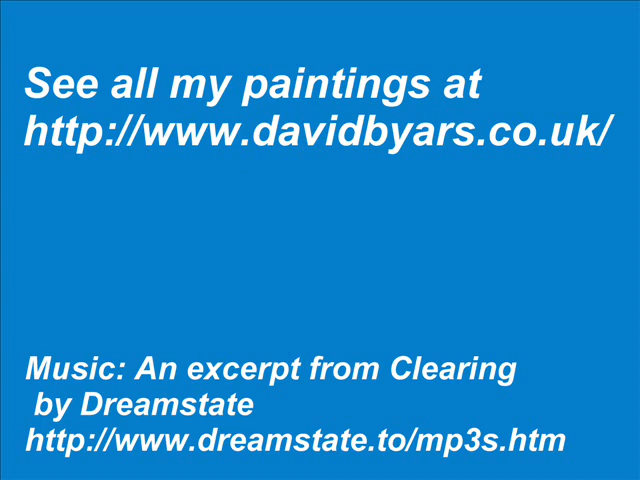 See all my paintings at
http://www.davidbyars.co.uk/
Music: An excerpt from Clearing
by Dreamstate
http://www.dreamstate.to/mp3s.htm